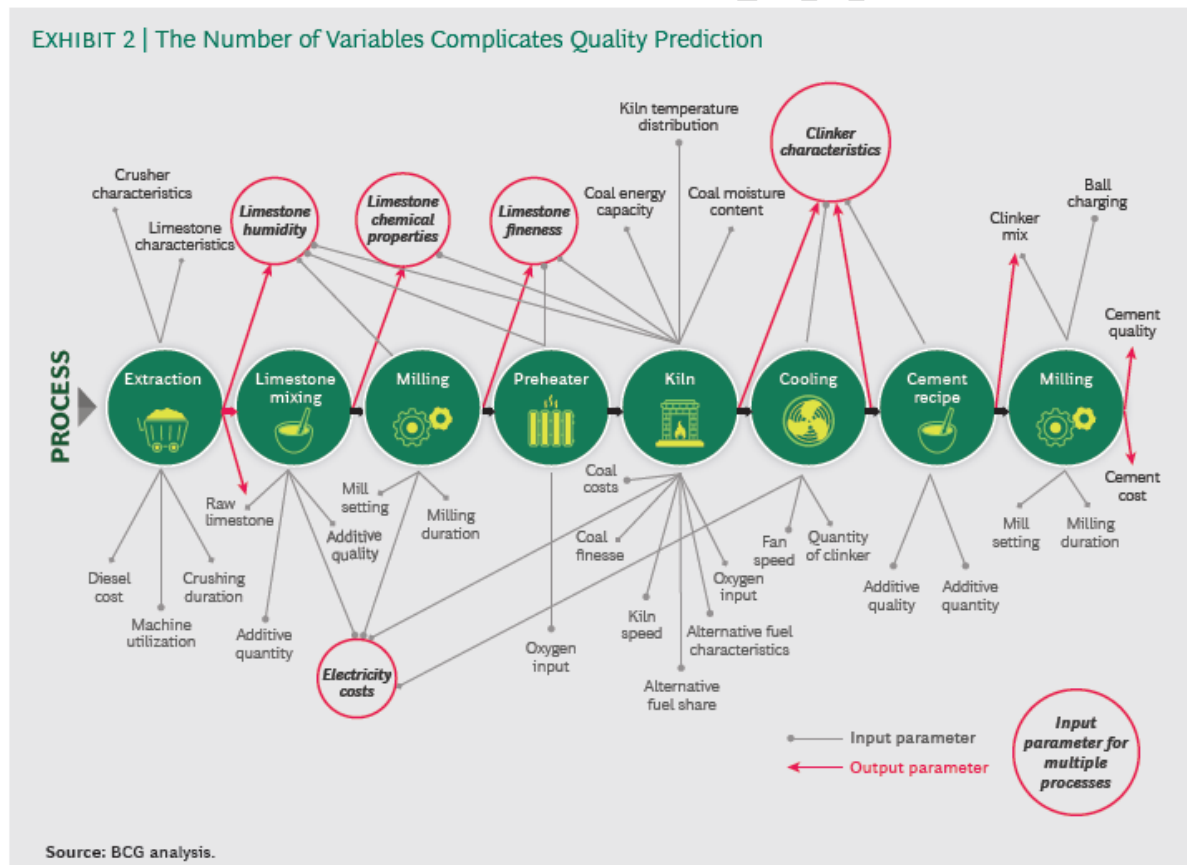 EXHIBIT 2 | The Number of Variables Complicates Quality Prediction
Kiln temperature
distribution
Clinker
characteristics
Crusher
characteristics
Limestone
characteristics
Limestone
humidity
Limestone
chemical
properties
Limestone
fineness
Coal energy
capacity
Coal moisture
content
Clinker
mix
Ball
charging
Cement
quality
PROCESS
Extraction
Limestone
mixing
Milling
Preheater
Kiln
Cooling
Cement
recipe
Milling
Cement
cost
Raw
limestone
Mill
setting
Additive
quality
Milling
duration
Coal
costs
Coal
finesse
Fan
speed
Quantity
of clinker
Mill
setting
Milling
duration
Diesel
cost
Machine
utilization
Crushing
duration
Additive
quantity
Electricity
costs
Oxygen
input
Kiln
speed
Alternative
fuel share
Alternative fuel
characteristics
Oxygen
input
Additive
quality
Additive
quantity
Input parameter
Output parameter
Input
parameter for
multiple
processes
Source: BCG analysis.